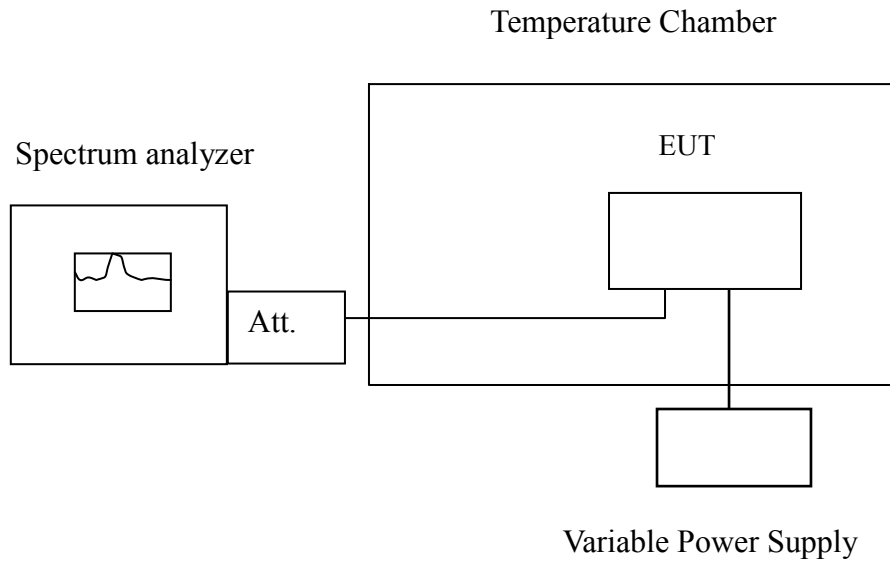 Temperature Chamber
Spectrum analyzer
EUT
Att.
Variable Power Supply